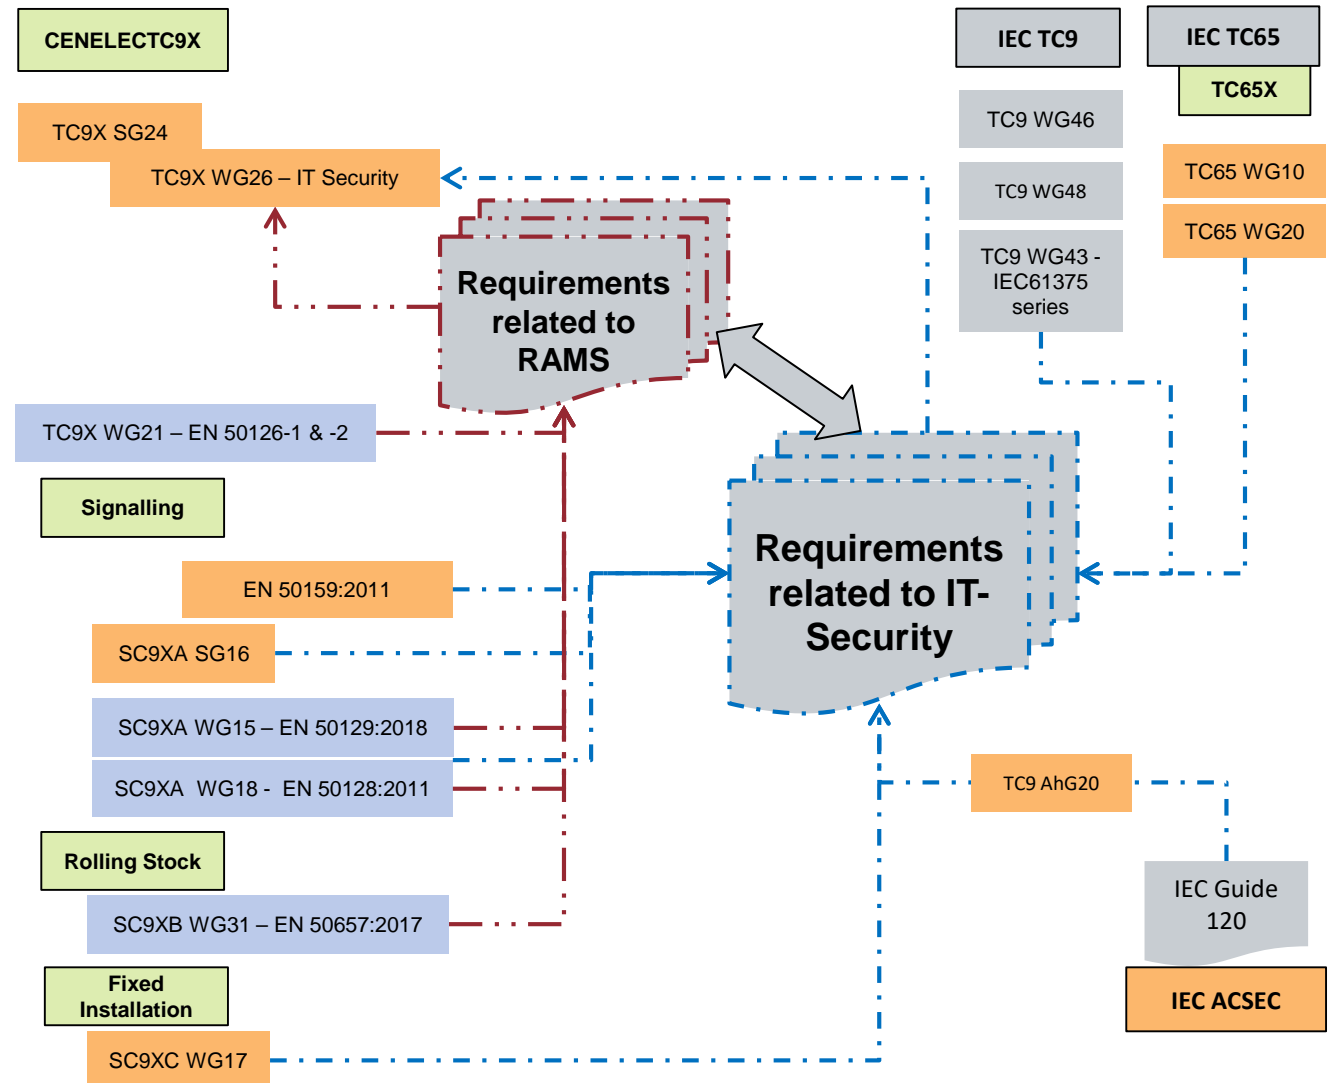 CENELECTC9X
IEC TC9
IEC TC65
TC65X
TC9X SG24
TC9X WG26 – IT Security
TC9 WG46
TC9 WG48
TC9 WG43 -
IEC61375
series
TC65 WG10
TC65 WG20
Requirements
related to
RAMS
TC9X WG21 – EN 50126-1 & -2
Signalling
EN 50159:2011
SC9XA SG16
SC9XA WG15 – EN 50129:2018
SC9XA  WG18 -  EN 50128:2011
Requirements
related to IT-
Security
Rolling Stock
SC9XB WG31 – EN 50657:2017
Fixed
Installation
SC9XC WG17
TC9 AhG20
IEC Guide
120
IEC ACSEC